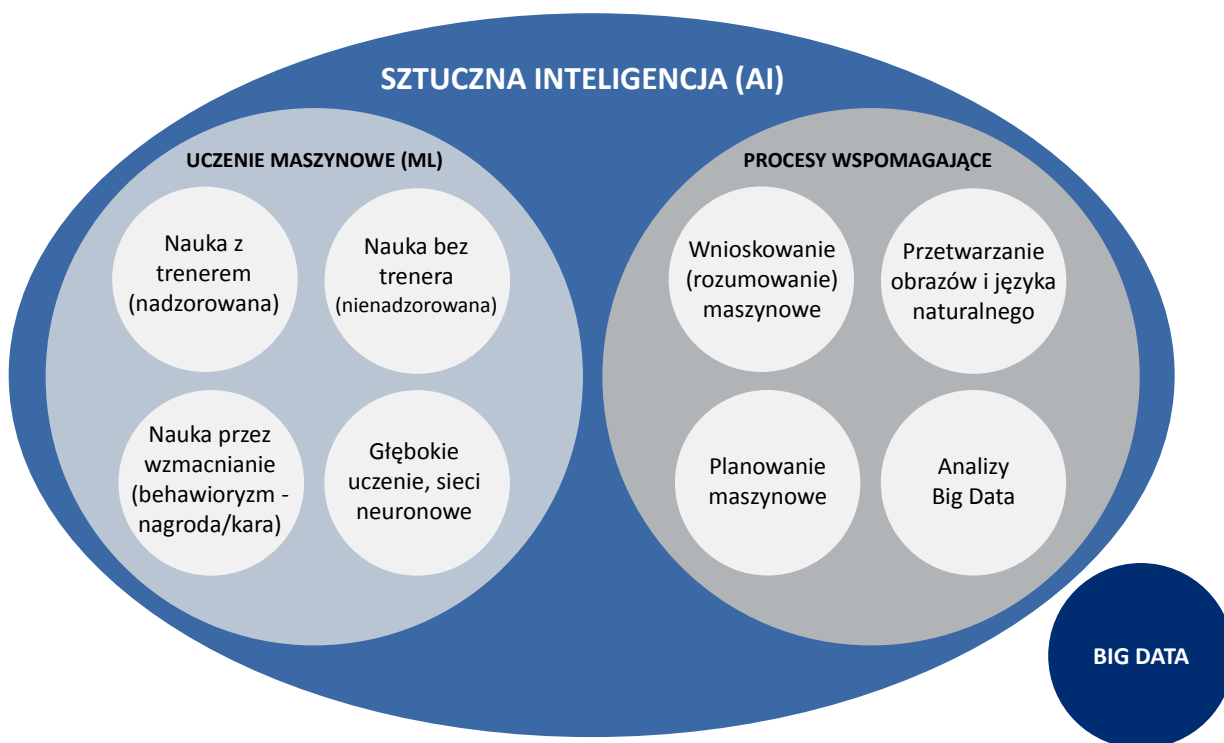 SZTUCZNA INTELIGENCJA (AI)
UCZENIE MASZYNOWE (ML)
Nauka z
trenerem
(nadzorowana)
Nauka bez
trenera
(nienadzorowana)
Nauka przez
wzmacnianie
(behawioryzm -
nagroda/kara)
Głębokie
uczenie, sieci
neuronowe
PROCESY WSPOMAGAJĄCE
Wnioskowanie
(rozumowanie)
maszynowe
Przetwarzanie
obrazów i języka
naturalnego
Planowanie
maszynowe
Analizy
Big Data
BIG DATA